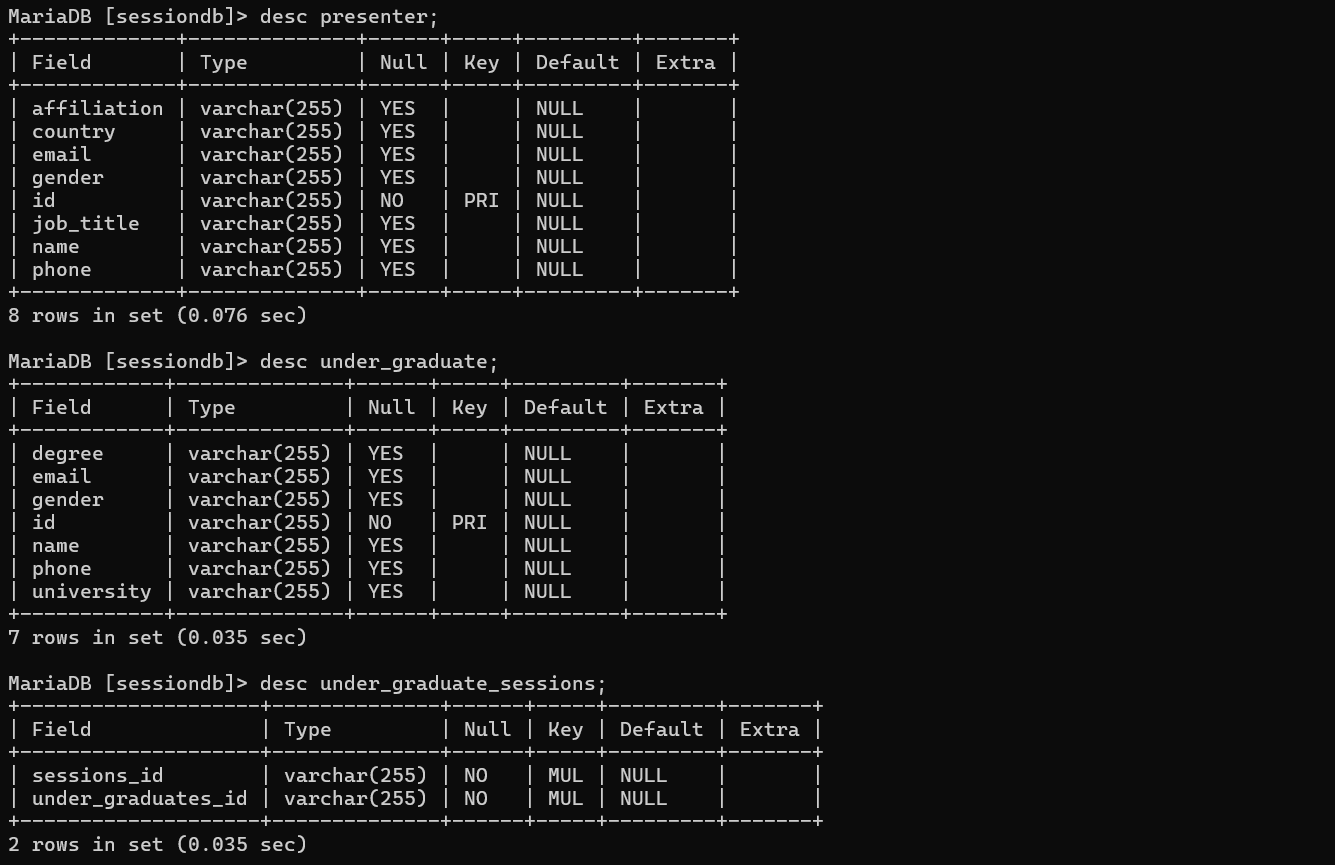 MariaDB [sessiondb]> desc presenter;
+-------------+--------------+------+-----+---------+-------+
| Field       | Type         | Null | Key | Default | Extra |
+-------------+--------------+------+-----+---------+-------+
| affiliation | varchar(255) | YES  |     | NULL    |       |
| country     | varchar(255) | YES  |     | NULL    |       |
| email       | varchar(255) | YES  |     | NULL    |       |
| gender      | varchar(255) | YES  |     | NULL    |       |
| id          | varchar(255) | NO   | PRI | NULL    |       |
| job_title   | varchar(255) | YES  |     | NULL    |       |
| name        | varchar(255) | YES  |     | NULL    |       |
| phone       | varchar(255) | YES  |     | NULL    |       |
+-------------+--------------+------+-----+---------+-------+
8 rows in set (0.076 sec)

MariaDB [sessiondb]> desc under_graduate;
+------------+--------------+------+-----+---------+-------+
| Field      | Type         | Null | Key | Default | Extra |
+------------+--------------+------+-----+---------+-------+
| degree     | varchar(255) | YES  |     | NULL    |       |
| email      | varchar(255) | YES  |     | NULL    |       |
| gender     | varchar(255) | YES  |     | NULL    |       |
| id         | varchar(255) | NO   | PRI | NULL    |       |
| name       | varchar(255) | YES  |     | NULL    |       |
| phone      | varchar(255) | YES  |     | NULL    |       |
| university | varchar(255) | YES  |     | NULL    |       |
+------------+--------------+------+-----+---------+-------+
7 rows in set (0.035 sec)

MariaDB [sessiondb]> desc under_graduate_sessions;
+--------------------+--------------+------+-----+---------+-------+
| Field              | Type         | Null | Key | Default | Extra |
+--------------------+--------------+------+-----+---------+-------+
| sessions_id        | varchar(255) | NO   | MUL | NULL    |       |
| under_graduates_id | varchar(255) | NO   | MUL | NULL    |       |
+--------------------+--------------+------+-----+---------+-------+
2 rows in set (0.035 sec)